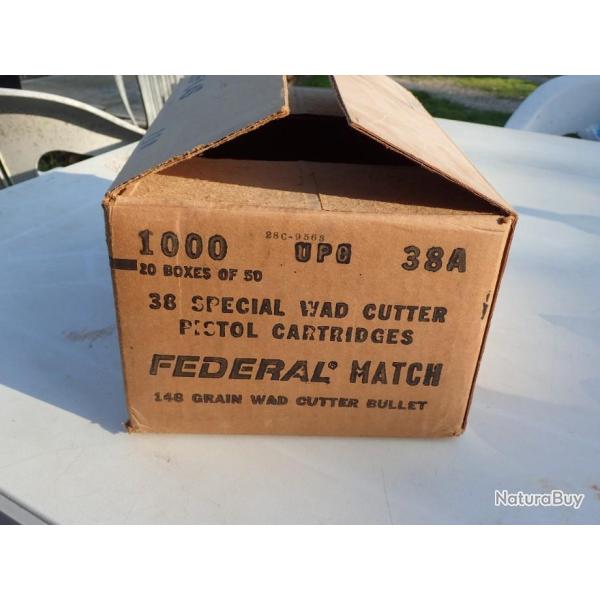 1000 28C-9568 UPC 38A
20 BOXES OF 50
38 SPECIAL WAD CUTTER
PISTOL CARTRIDGES
FEDERAL® MATCH
148 GRAIN WAD CUTTER BULLET
NaturaBuy